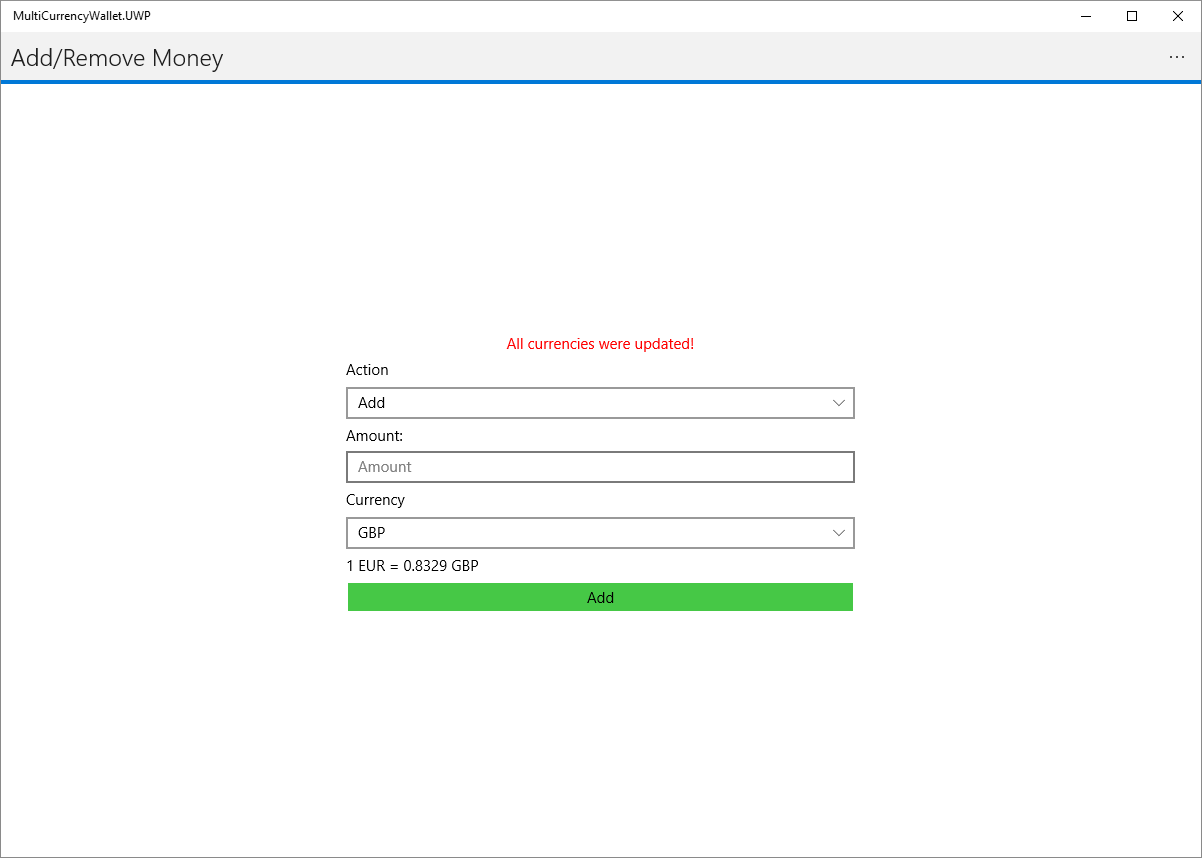 MultiCurrencyWallet.UWP
Add/Remove Money
...
All currencies were updated!
Action
Add
Amount:
Amount
Currency
GBP
1 EUR = 0.8329 GBP
Add